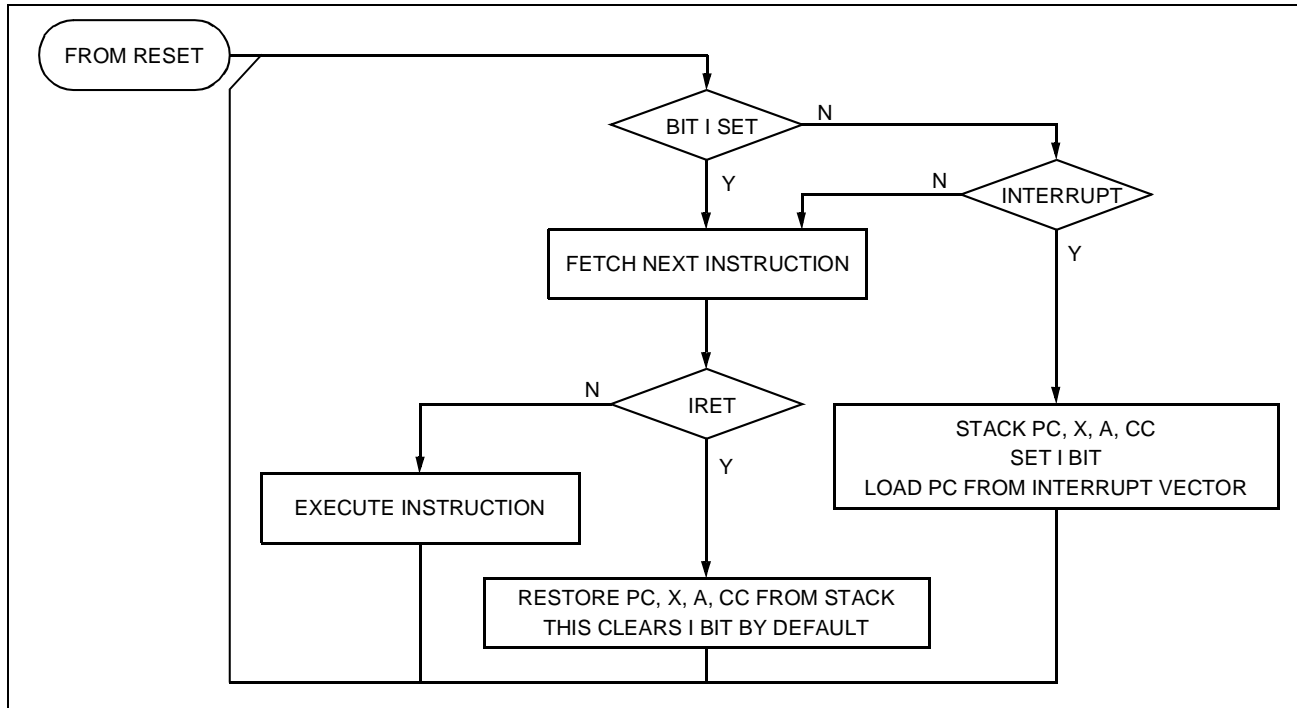 FROM RESET
BIT I SET
N
Y
N
INTERRUPT
Y
FETCH NEXT INSTRUCTION
N
IRET
Y
STACK PC, X, A, CC
SET I BIT
LOAD PC FROM INTERRUPT VECTOR
EXECUTE INSTRUCTION
RESTORE PC, X, A, CC FROM STACK
THIS CLEARS I BIT BY DEFAULT